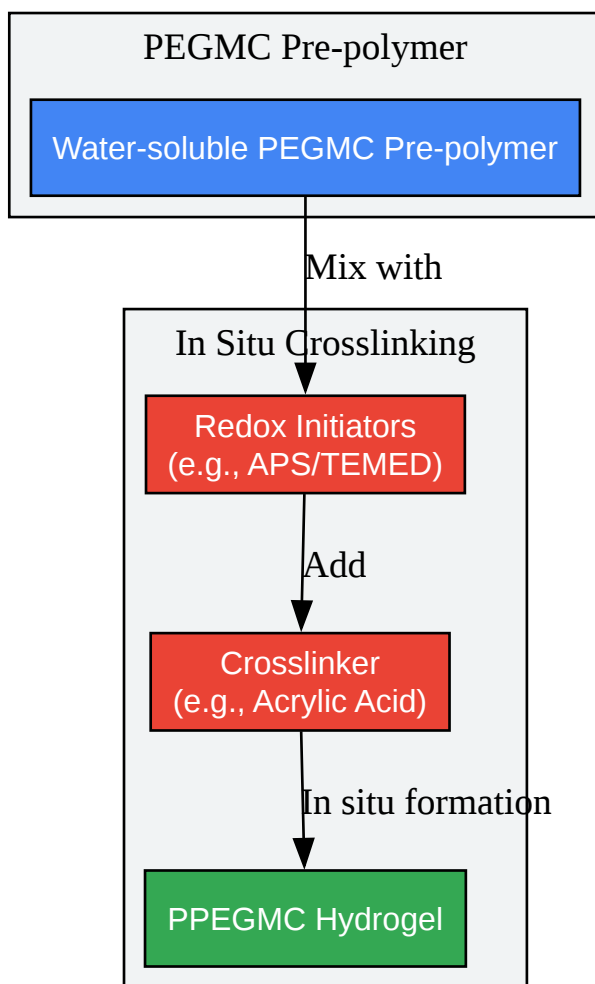 PEGMC Pre-polymer
Water-soluble PEGMC Pre-polymer
Mix with
In Situ Crosslinking
Redox Initiators
(e.g., APS/TEMED)
Add
Crosslinker
(e.g., Acrylic Acid)
In situ formation
PPEGMC Hydrogel